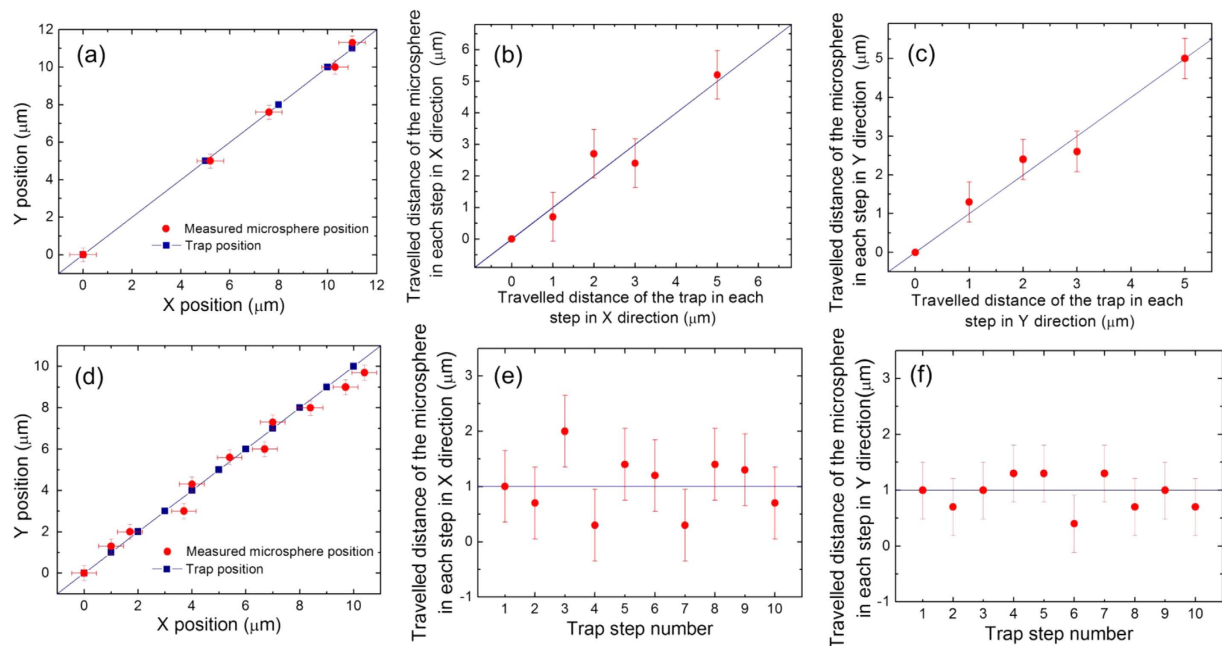 (a)
12
10
8
6
4
2
0
Y position (μm)
0 2 4 6 8 10 12
X position (μm)
Measured microsphere position
Trap position
(b)
Travelled distance of the microsphere
in each step in X direction (μm)
6
5
4
3
2
1
0
0 1 2 3 4 5 6
Travelled distance of the trap in each
step in X direction (μm)
(c)
Travelled distance of the microsphere
in each step in Y direction (μm)
5
4
3
2
1
0
0 1 2 3 4 5
Travelled distance of the trap in each
step in Y direction (μm)
(d)
10
8
6
4
2
0
Y position (μm)
0 2 4 6 8 10
X position (μm)
Measured microsphere position
Trap position
(e)
Travelled distance of the microsphere
in each step in X direction (μm)
3
2
1
0
-1
1 2 3 4 5 6 7 8 9 10
Trap step number
(f)
Travelled distance of the microsphere
in each step in Y direction(μm)
3
2
1
0
-1
1 2 3 4 5 6 7 8 9 10
Trap step number